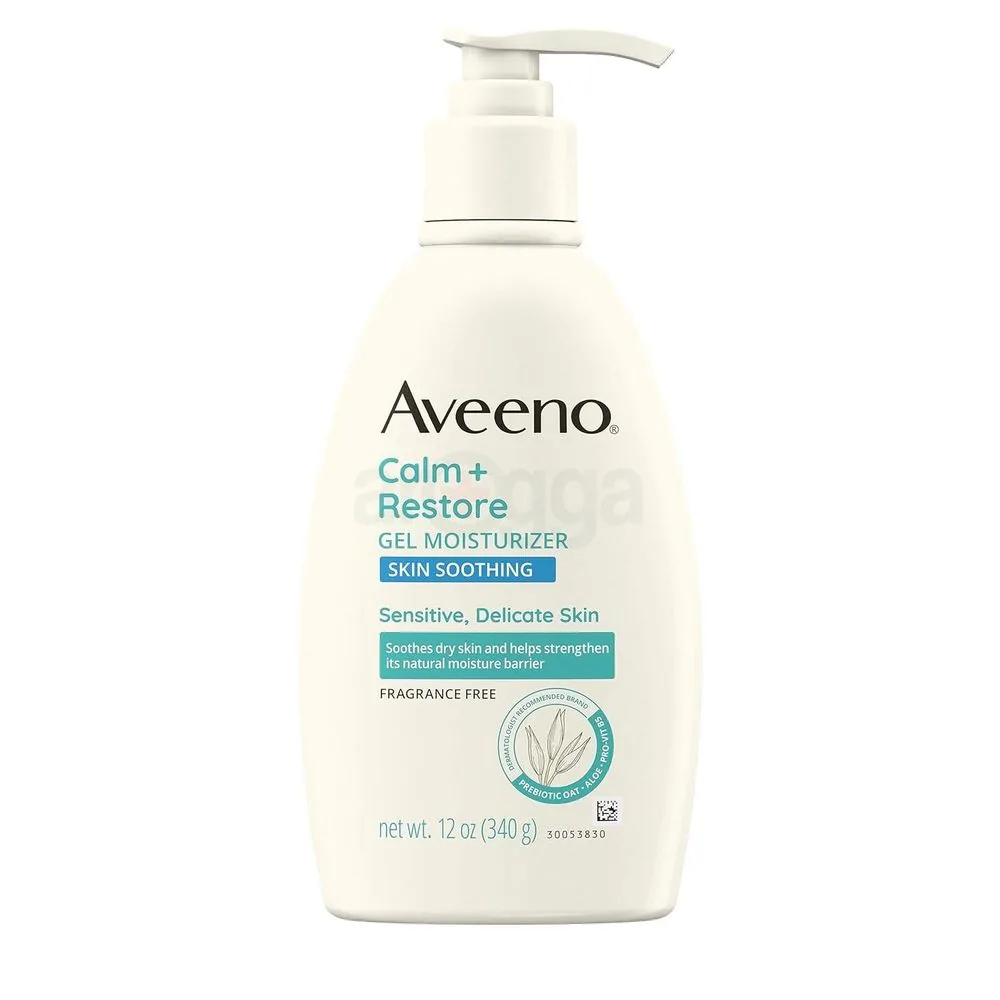 Aveeno®
Calm +
Restore
arogga
GEL MOISTURIZER
SKIN SOOTHING
Sensitive, Delicate Skin
Soothes dry skin and helps strengthen
its natural moisture barrier
FRAGRANCE FREE
DERMATOLOGIST RECOMMENDED BRAND
PREBIOTIC OAT • ALOE • PRO-VIT B5
net wt. 12 oz (340 g)
30053830